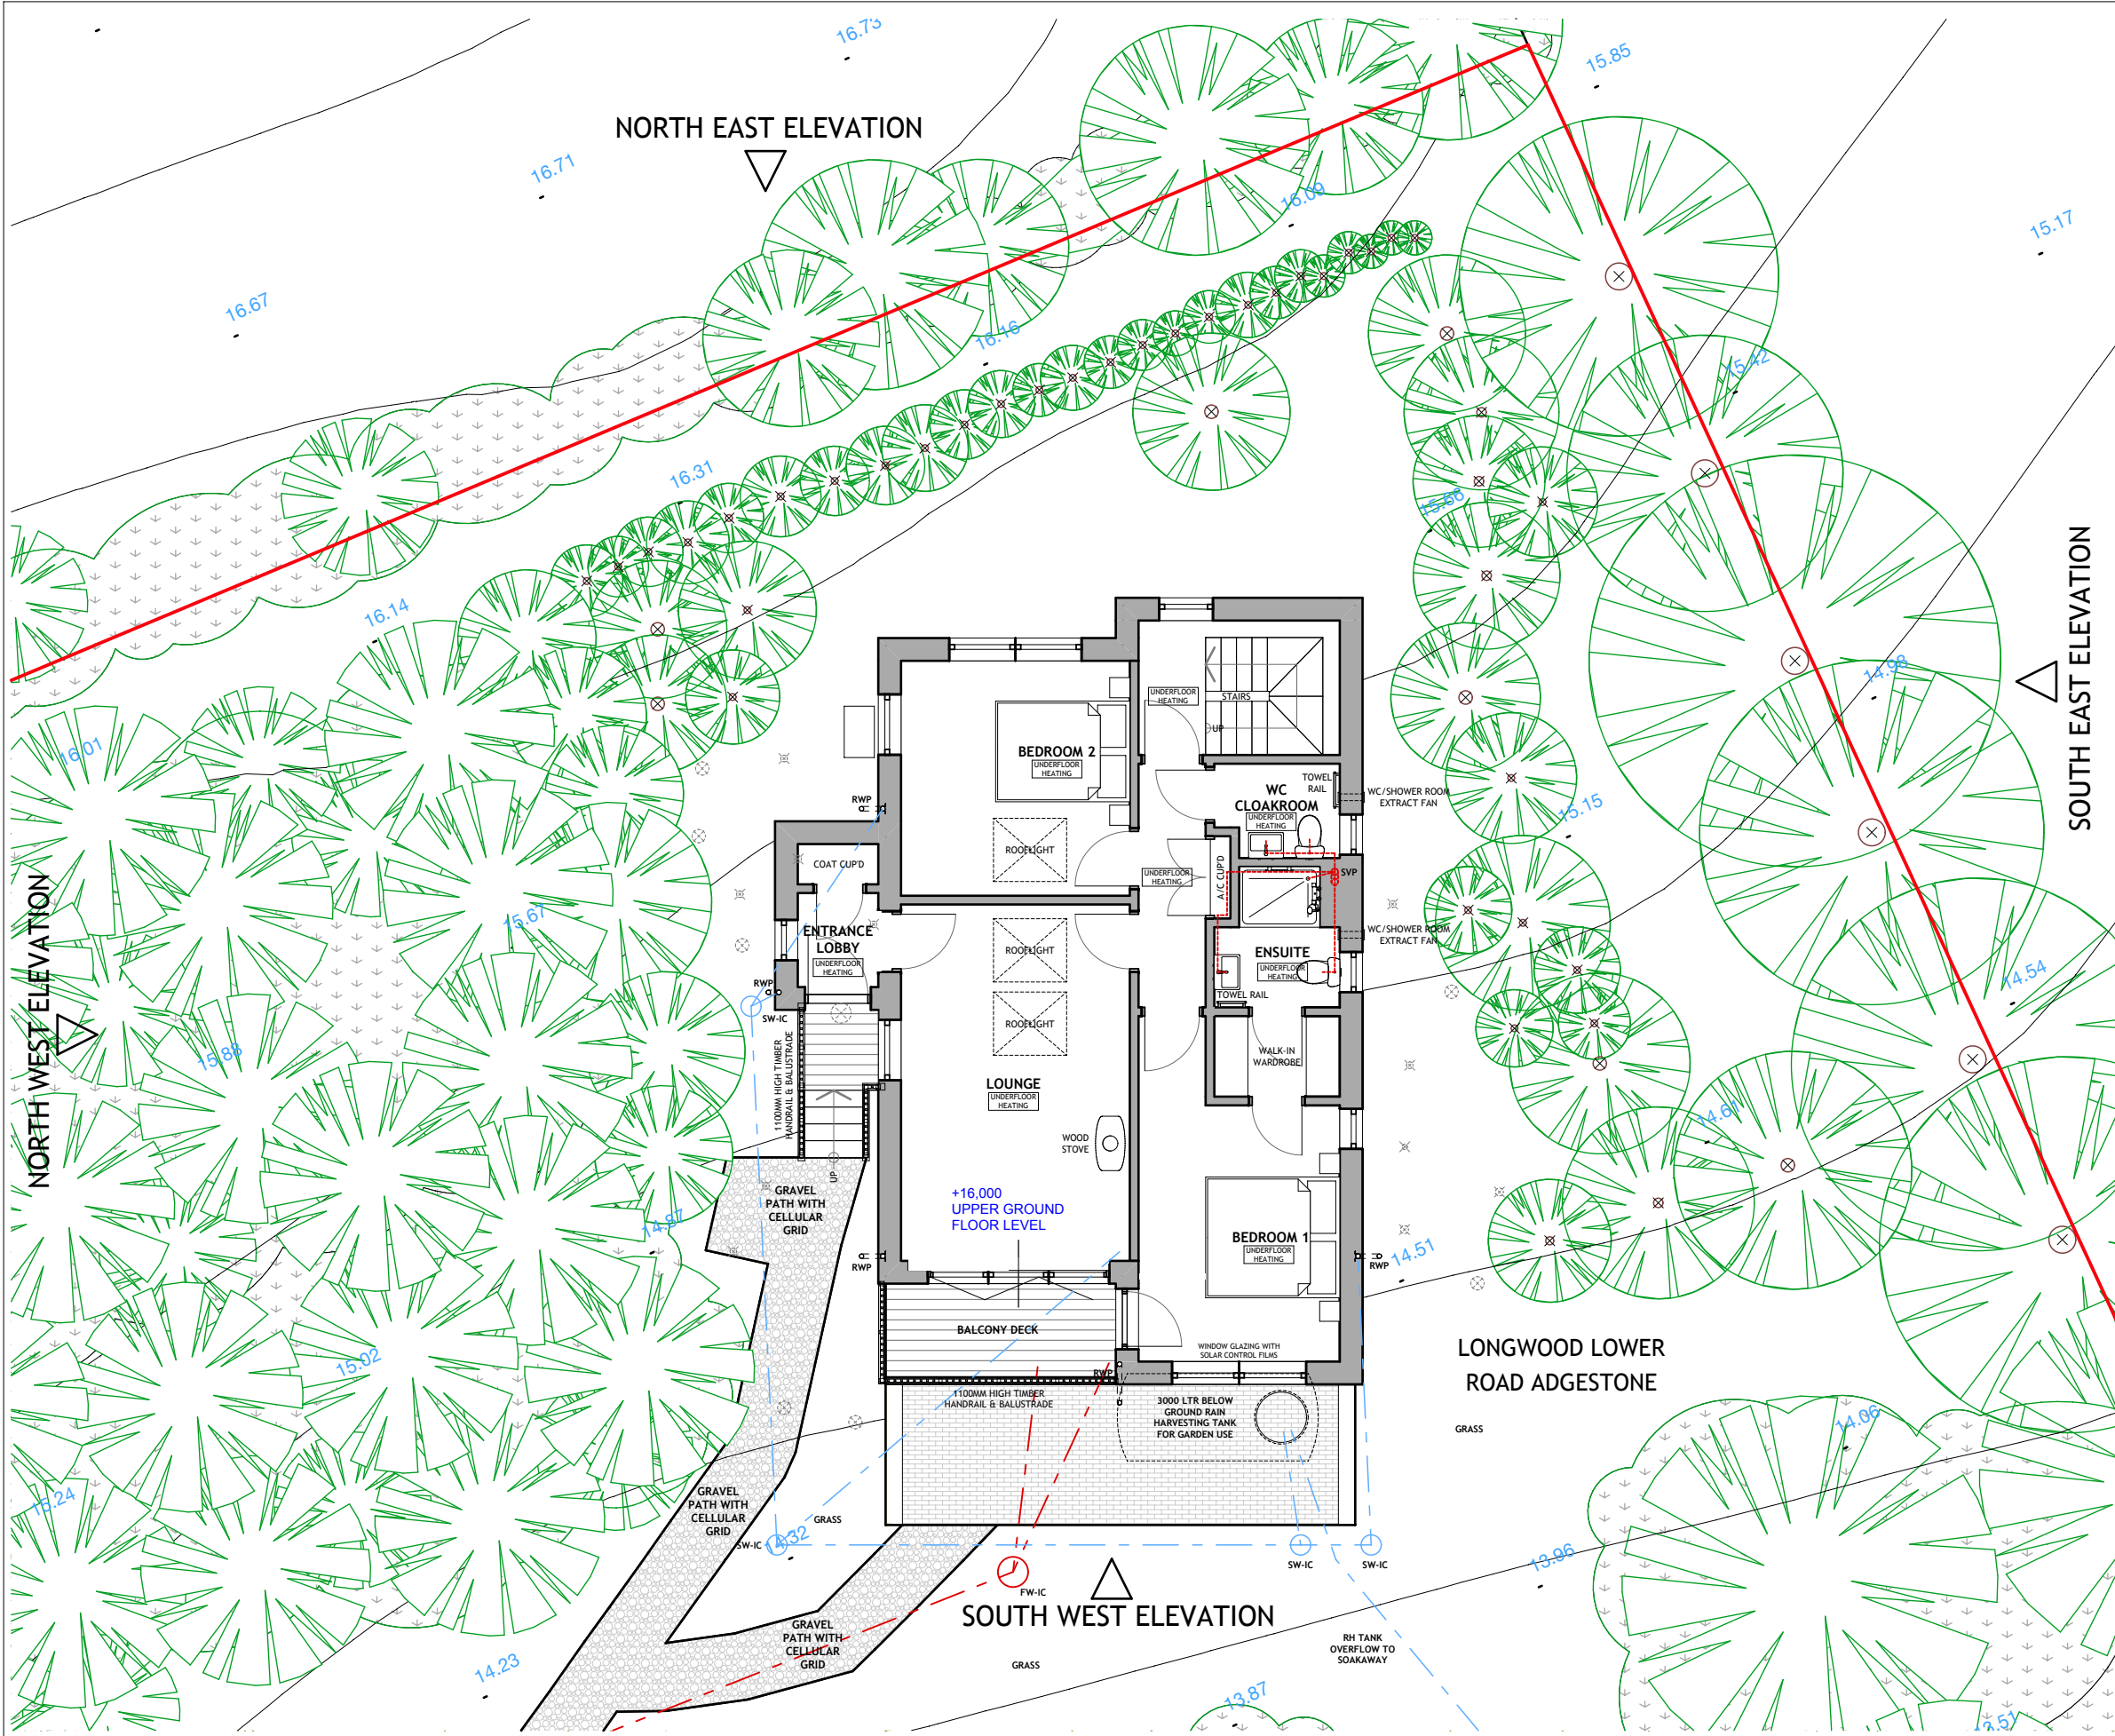 16.73
15.85
NORTH EAST ELEVATION
16.71
16.09
15.17
16.67
16.16
15.42
16.31
15.66
16.14
SOUTH EAST ELEVATION
14.98
16.01
UNDERFLOOR
HEATING
STAIRS
UP
BEDROOM 2
UNDERFLOOR
HEATING
TOWEL
RAIL
WC
CLOAKROOM
UNDERFLOOR
HEATING
WC/SHOWER ROOM
EXTRACT FAN
15.15
RWP
ROOFLIGHT
COAT CUP'D
A/C CUP'D
UNDERFLOOR
HEATING
SVP
NORTH WEST ELEVATION
15.67
ENTRANCE
LOBBY
UNDERFLOOR
HEATING
ROOFLIGHT
WC/SHOWER ROOM
EXTRACT FAN
ENSUITE
UNDERFLOOR
HEATING
TOWEL RAIL
14.54
RWP
SW-IC
ROOFLIGHT
15.88
1100MM HIGH TIMBER
HANDRAIL & BALUSTRADE
WALK-IN
WARDROBE
LOUNGE
UNDERFLOOR
HEATING
14.61
WOOD
STOVE
UP
GRAVEL
PATH WITH
CELLULAR
GRID
+16,000
UPPER GROUND
FLOOR LEVEL
14.87
BEDROOM 1
UNDERFLOOR
HEATING
14.51
RWP
RWP
BALCONY DECK
WINDOW GLAZING WITH
SOLAR CONTROL FILMS
LONGWOOD LOWER
ROAD ADGESTONE
15.02
RWP
1100MM HIGH TIMBER
HANDRAIL & BALUSTRADE
3000 LTR BELOW
GROUND RAIN
HARVESTING TANK
FOR GARDEN USE
GRASS
14.06
15.24
GRAVEL
PATH WITH
CELLULAR
GRID
GRASS
SW-IC
14.32
SW-IC
SW-IC
13.96
FW-IC
SOUTH WEST ELEVATION
GRAVEL
PATH WITH
CELLULAR
GRID
RH TANK
OVERFLOW TO
SOAKAWAY
GRASS
14.23
13.87
13.51